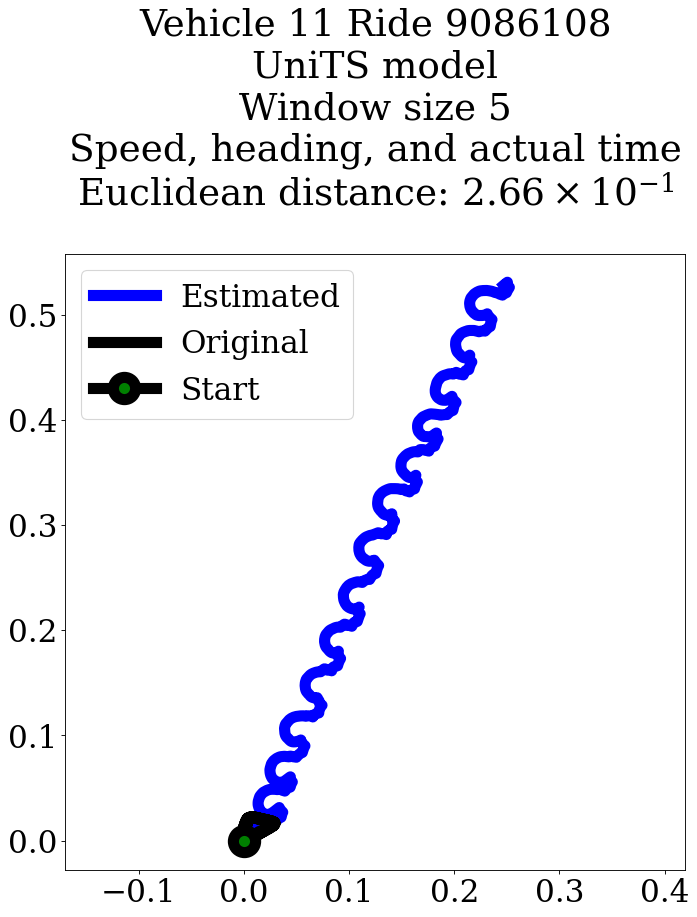 Vehicle 11 Ride 9086108
UniTS model
Window size 5
Speed, heading, and actual time
Euclidean distance: 2.66 × 10⁻¹
Estimated
Original
Start
0.5
0.4
0.3
0.2
0.1
0.0
−0.1 0.0 0.1 0.2 0.3 0.4